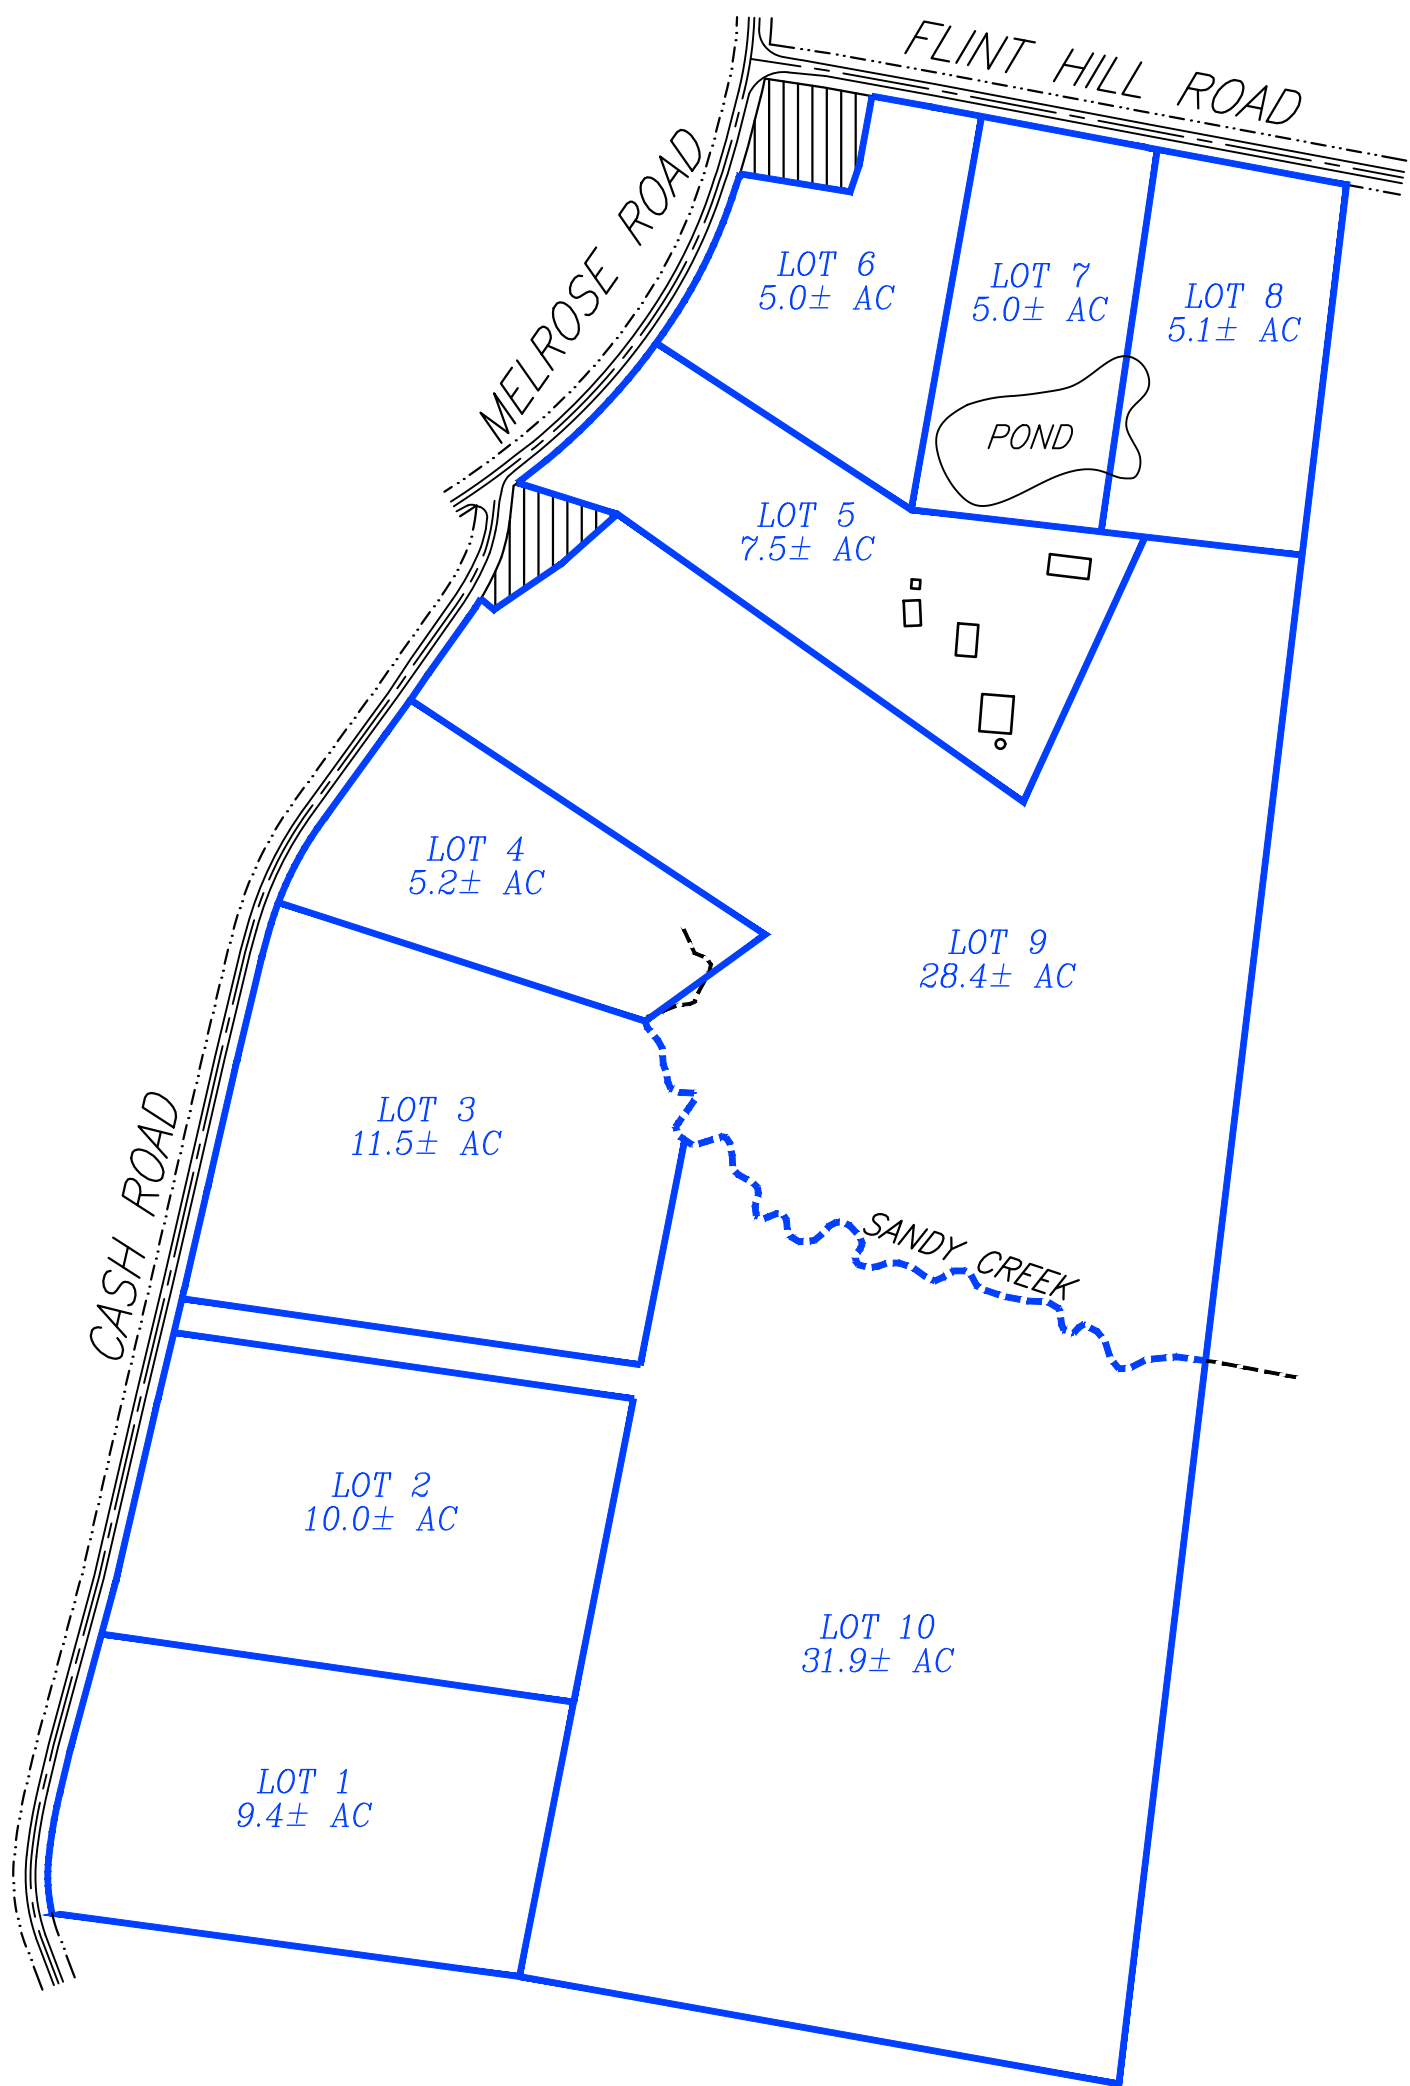 FLINT HILL ROAD
MELROSE ROAD
LOT 6
5.0± AC
LOT 7
5.0± AC
LOT 8
5.1± AC
POND
LOT 5
7.5± AC
LOT 4
5.2± AC
LOT 9
28.4± AC
CASH ROAD
LOT 3
11.5± AC
SANDY CREEK
LOT 2
10.0± AC
LOT 10
31.9± AC
LOT 1
9.4± AC